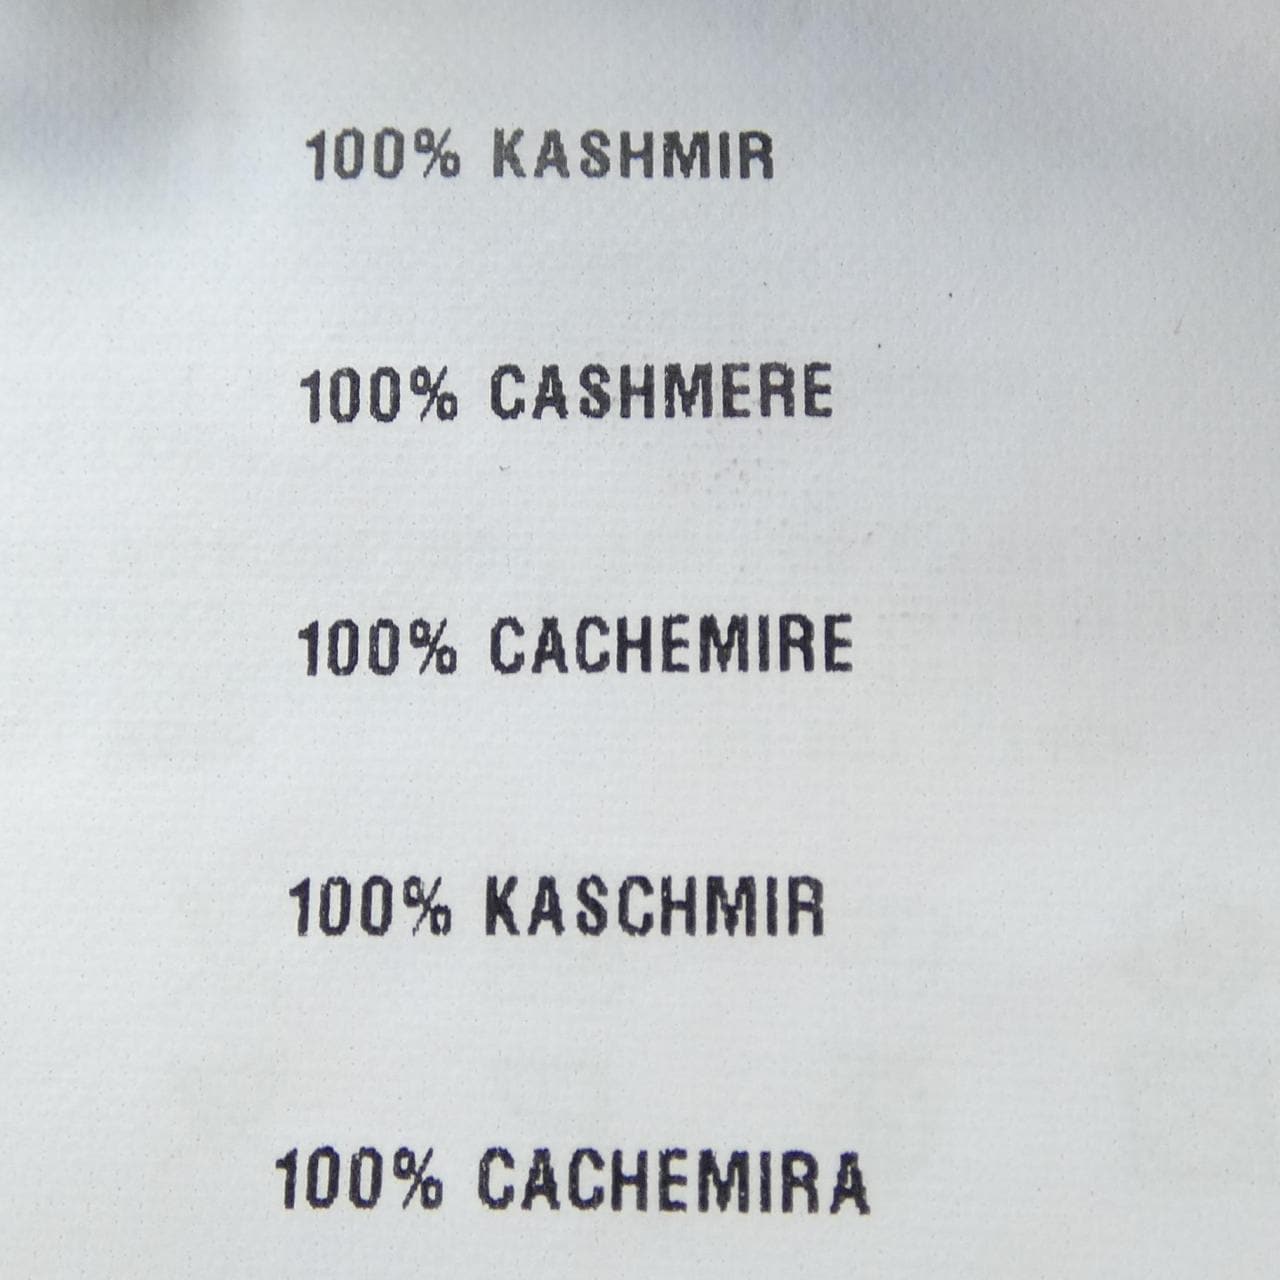 100% KASHMIR
100% CASHMERE
100% CACHEMIRE
100% KASCHMIR
100% CACHEMIRA